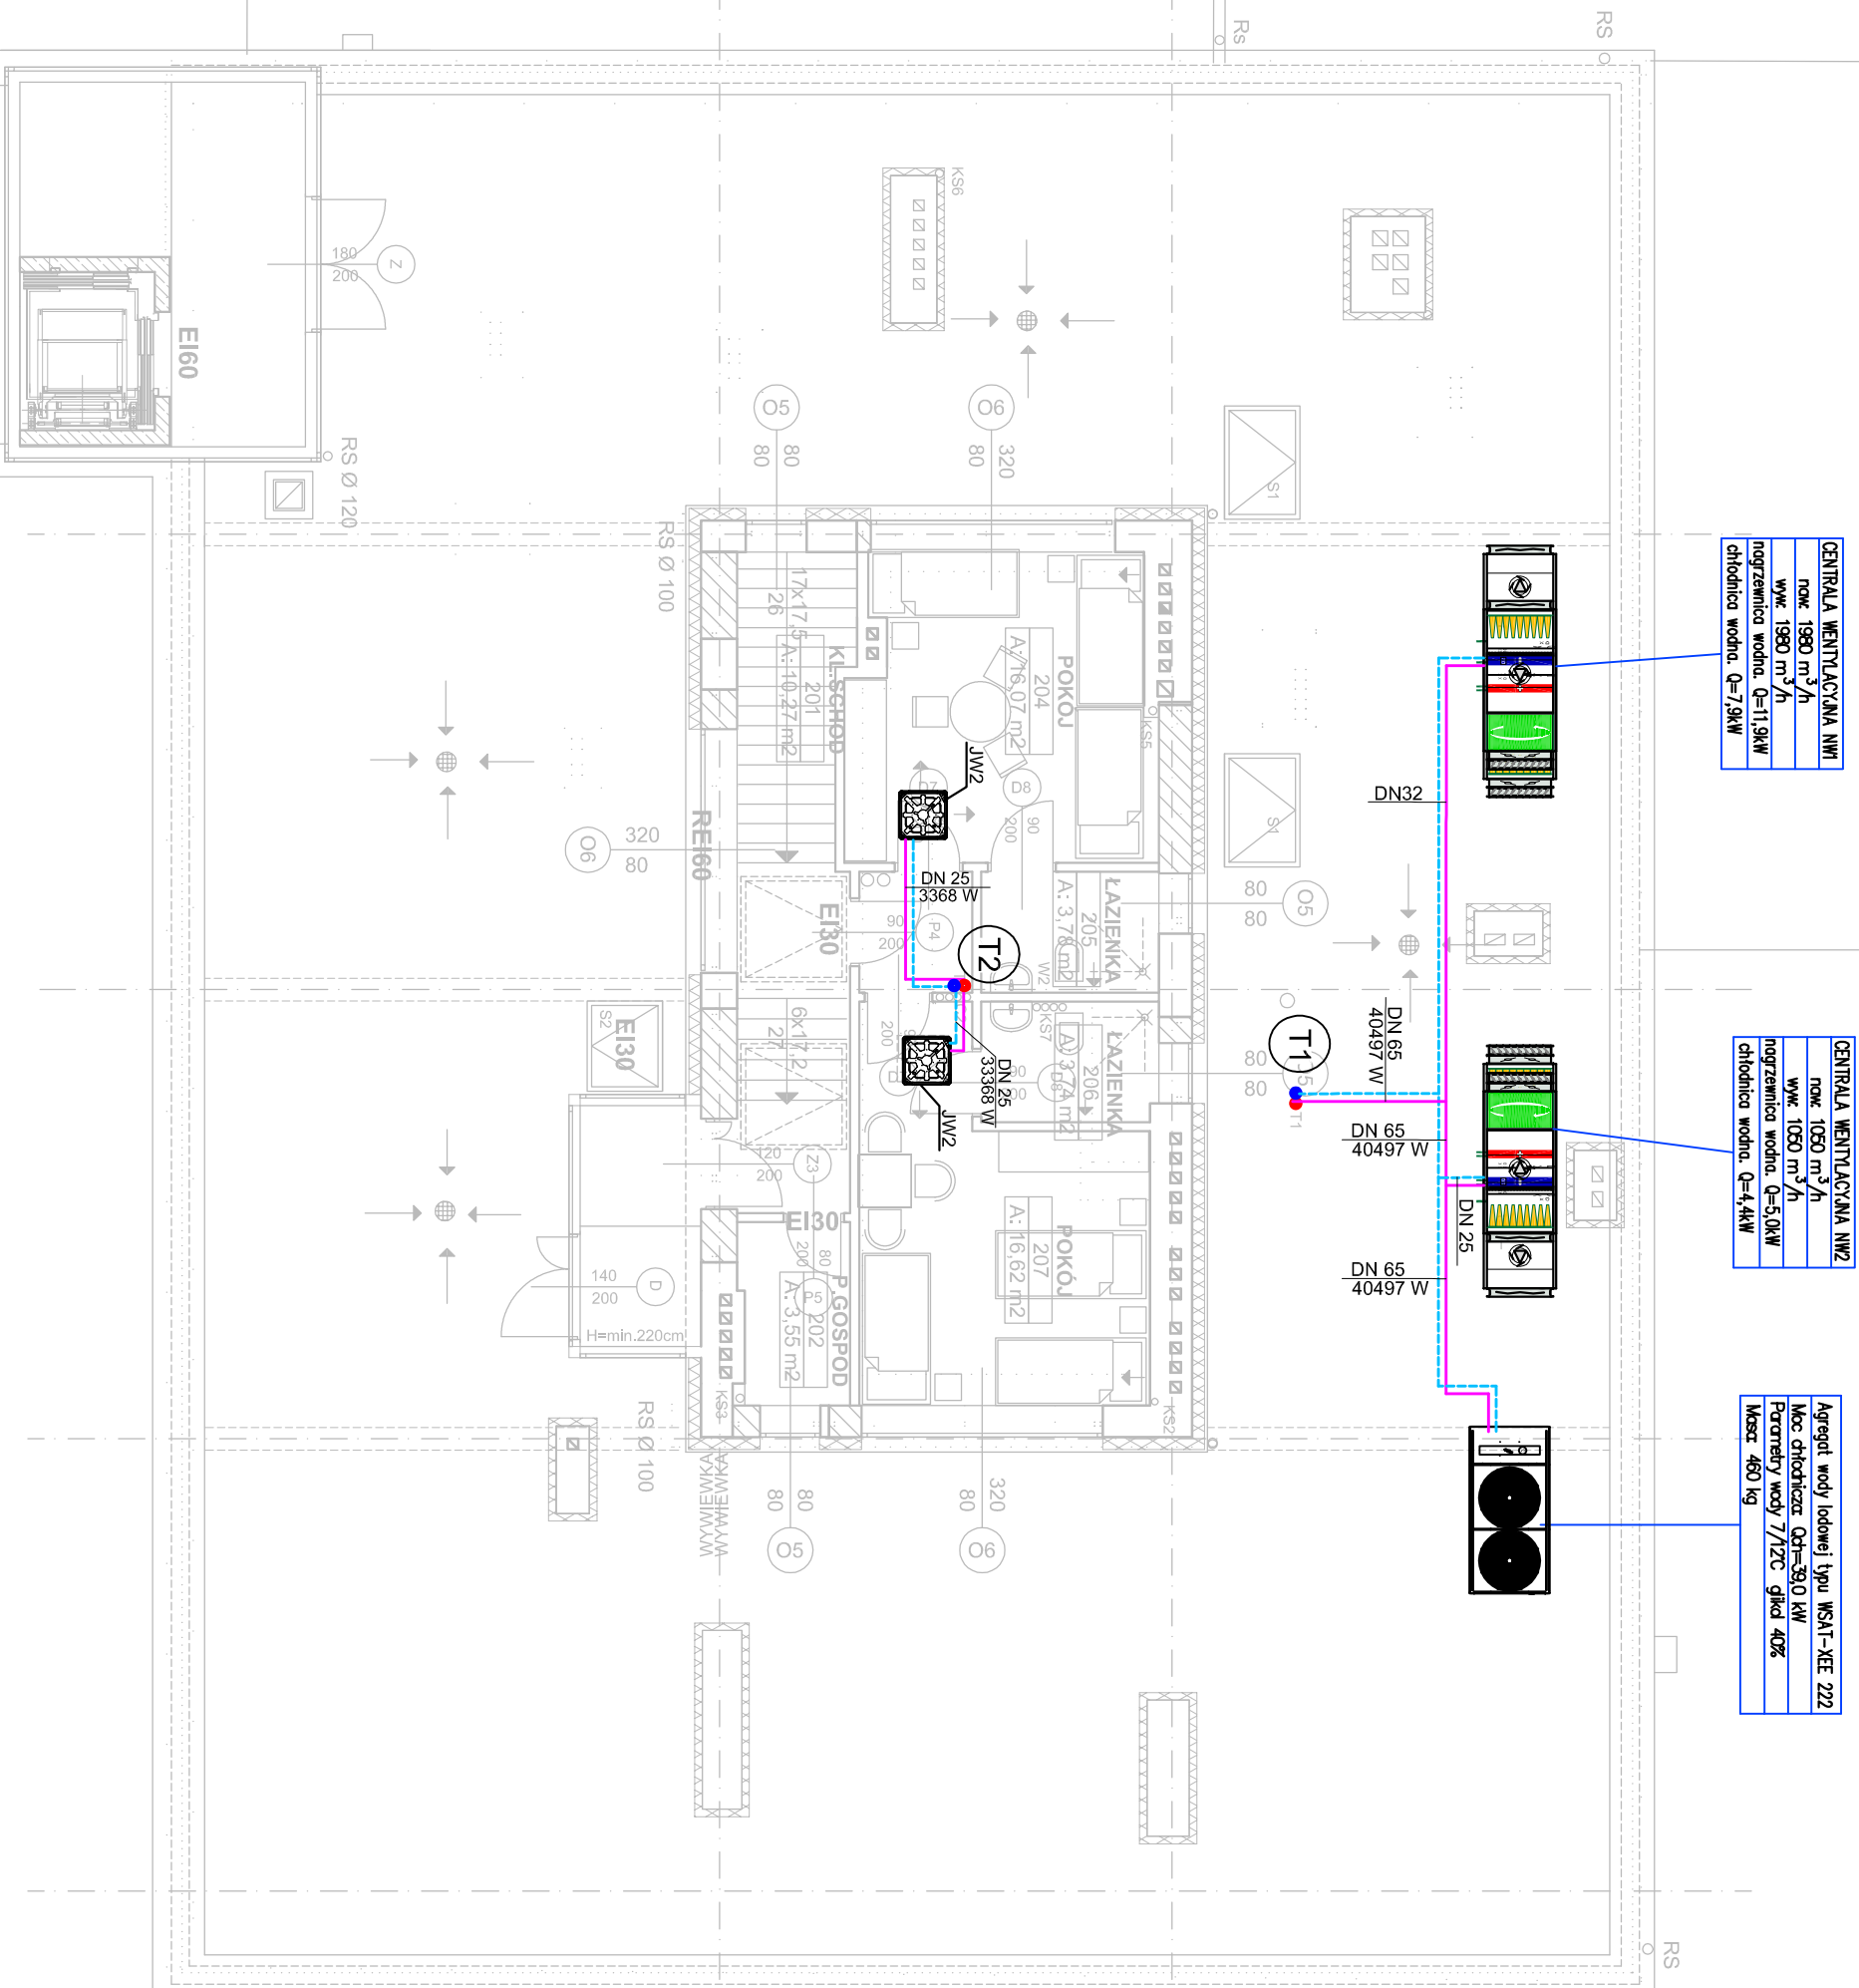 RS
Rs
CENTRALA WENTYLACYJNA NW1
naw: 1980 m³/h
wyw: 1980 m³/h
nagrzewnica wodna. Q=11,9kW
chłodnica wodna. Q=7,9kW
CENTRALA WENTYLACYJNA NW2
naw: 1050 m³/h
wyw: 1050 m³/h
nagrzewnica wodna. Q=5,0kW
chłodnica wodna. Q=4,4kW
Agregat wody lodowej typu WSAT-XEE 222
Moc chłodnicza: Qch=39,0 kW
Parametry wody 7/12°C glikol 40%
Masa: 460 kg
KS6
180
200
Z
EI60
RS Ø 120
O5
80
80
O6
320
80
S1
S1
RS Ø 100
17x17,5
26
KL.SCHOD
201
A: 10,27 m2
POKÓJ
204
A: 16,07 m2
KS5
JW2
D7
D8
90
200
DN32
O6
320
80
REI60
EI30
DN 25
3368 W
90
200
P4
T2
ŁAZIENKA
205
A: 3,78 m2
W2
80
80
O5
DN 65
40497 W
T1
T1
80
80
DN 65
40497 W
DN 25
DN 65
40497 W
S2
EI30
6x17,2
27
200
KS7
ŁAZIENKA
206
A: 3,74 m2
D8
DN 25
33368 W
JW2
120
200
Z3
EI30
80
200
P5
P.GOSPOD
202
A: 3,55 m2
POKÓJ
207
A: 16,62 m2
140
200
D
H=min.220cm
KS3
KS2
RS Ø 100
80
80
O5
320
80
O6
RS